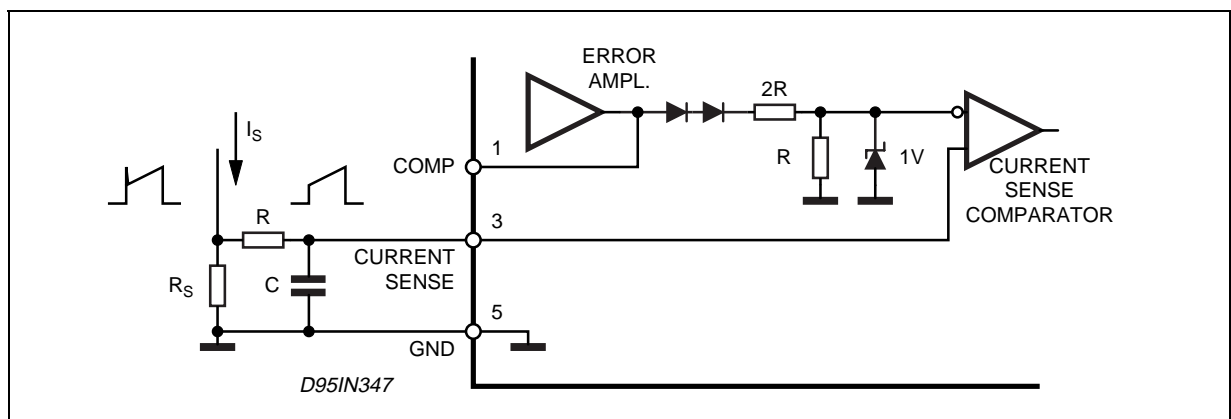 ERROR
AMPL.
2R
I_S
1
COMP
R
1V
CURRENT
SENSE
COMPARATOR
R
3
CURRENT
SENSE
R_S
C
5
GND
D95IN347